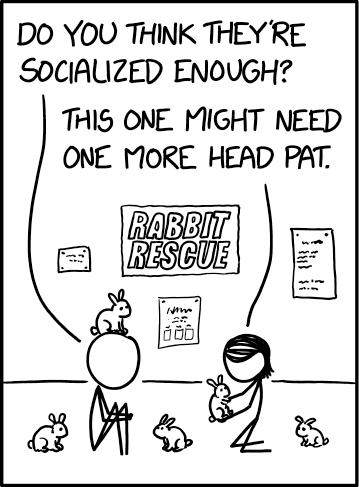 DO YOU THINK THEY'RE
SOCIALIZED ENOUGH?
THIS ONE MIGHT NEED
ONE MORE HEAD PAT.
RABBIT
RESCUE